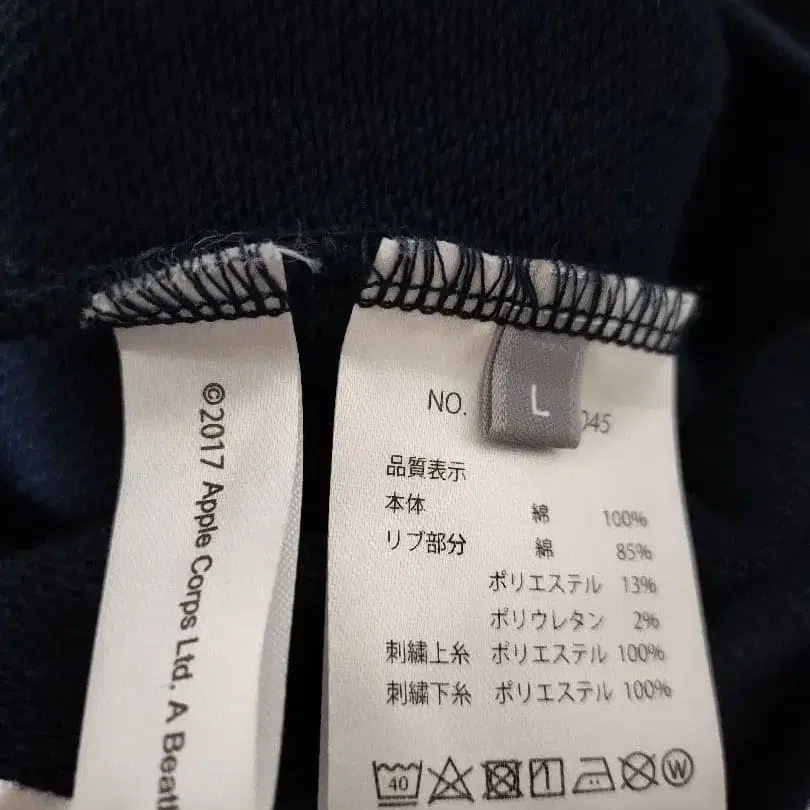 ©2017 Apple Corps Ltd. A
NO. 045
L
品質表示
本体 綿 100%
リブ部分 綿 85%
ポリエステル 13%
ポリウレタン 2%
刺繍上糸 ポリエステル 100%
刺繍下糸 ポリエステル 100%
40
W